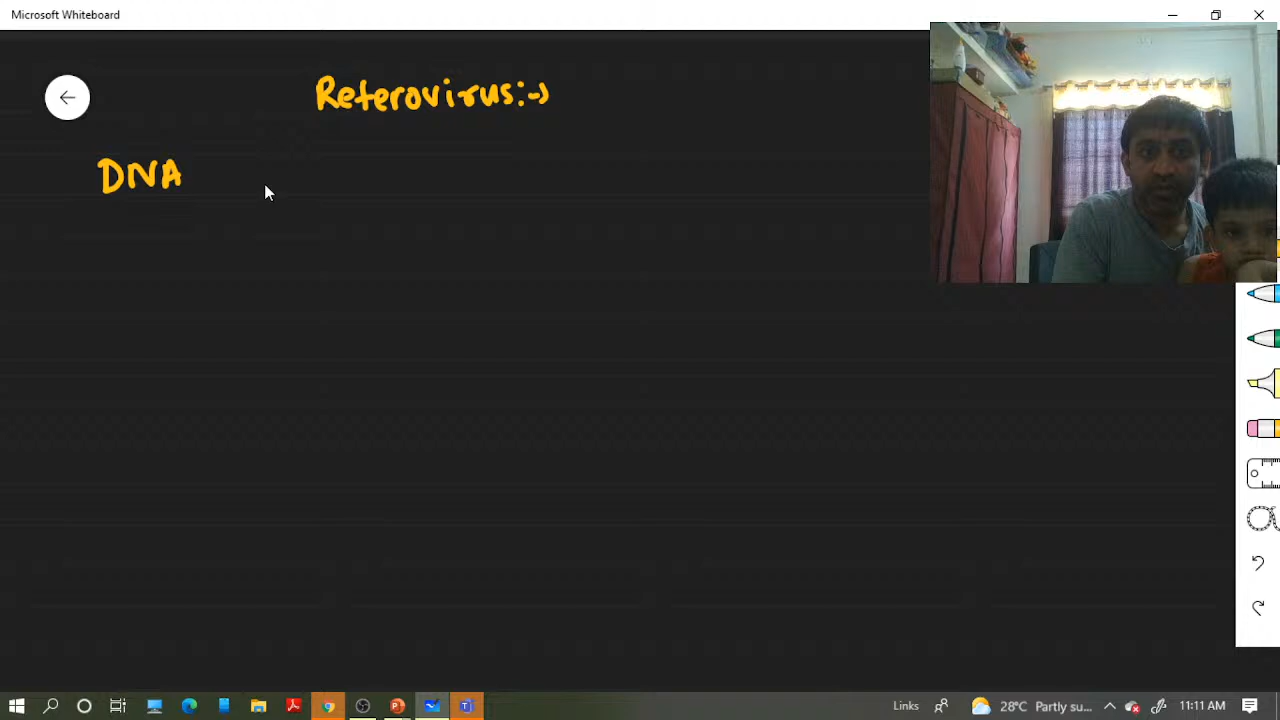 Microsoft Whiteboard
Reterovirus:→
DNA
Links
28°C Partly su...
11:11 AM